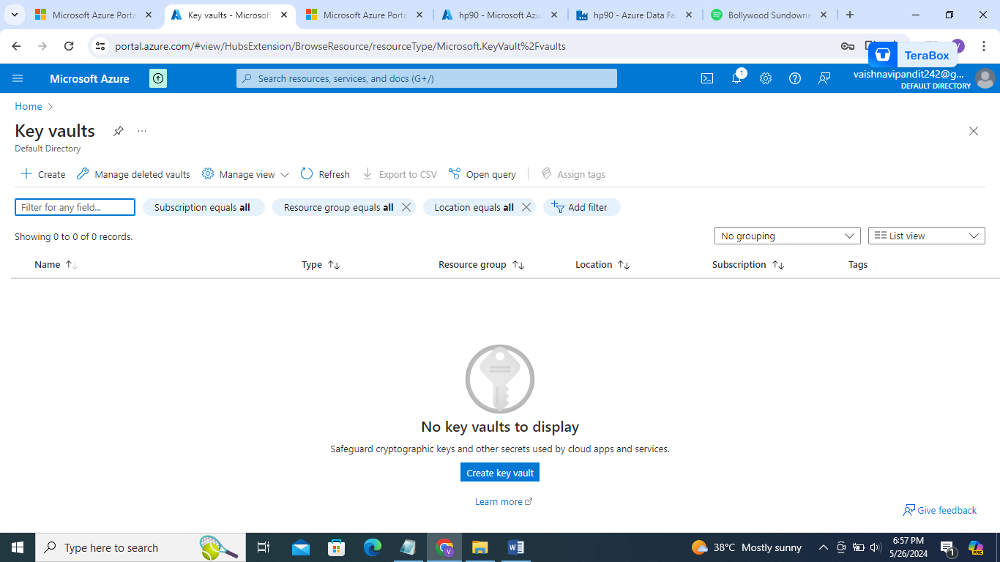 Microsoft Azure Porta
Key vaults - Microsoft
Microsoft Azure Porta
hp90 - Microsoft Azu
hp90 - Azure Data Fa
Bollywood Sundowne
portal.azure.com/#view/HubsExtension/BrowseResource/resourceType/Microsoft.KeyVault%2Fvaults
TeraBox
Microsoft Azure
Search resources, services, and docs (G+/)
1
vaishnavipandit242@g...
DEFAULT DIRECTORY
Home
Key vaults
Default Directory
Create
Manage deleted vaults
Manage view
Refresh
Export to CSV
Open query
Assign tags
Filter for any field...
Subscription equals all
Resource group equals all
Location equals all
Add filter
Showing 0 to 0 of 0 records.
No grouping
List view
Name
Type
Resource group
Location
Subscription
Tags
No key vaults to display
Safeguard cryptographic keys and other secrets used by cloud apps and services.
Create key vault
Learn more
Give feedback
Type here to search
V
38°C Mostly sunny
6:57 PM
5/26/2024
1
PRE